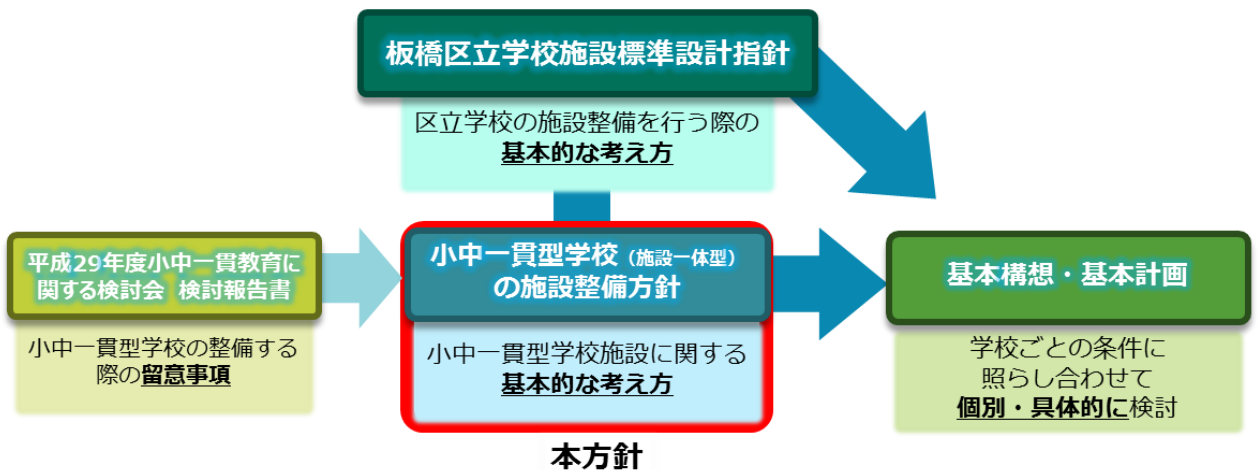 板橋区立学校施設標準設計指針
区立学校の施設整備を行う際の
基本的な考え方
平成29年度小中一貫教育に
関する検討会 検討報告書
小中一貫型学校の整備する
際の留意事項
小中一貫型学校（施設一体型）
の施設整備方針
小中一貫型学校施設に関する
基本的な考え方
本方針
基本構想・基本計画
学校ごとの条件に
照らし合わせて
個別・具体的に検討